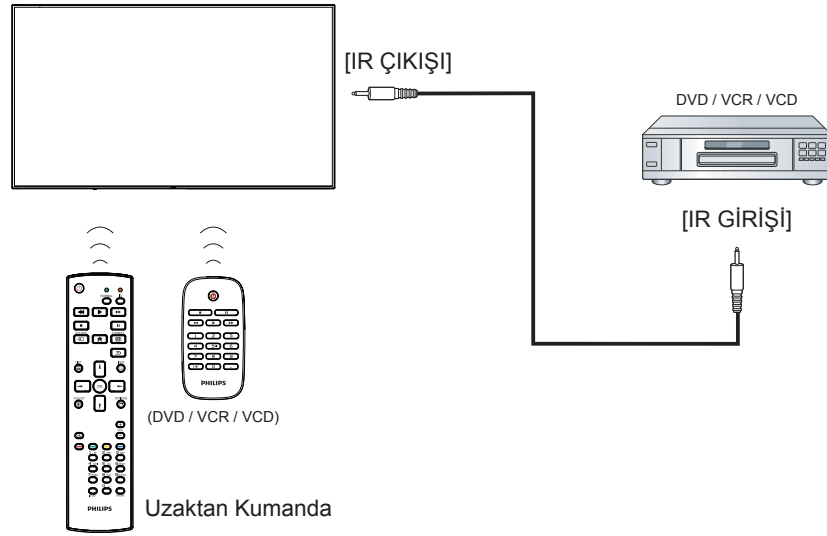 [IR ÇIKIŞI]
DVD / VCR / VCD
[IR GİRİŞİ]
PHILIPS
(DVD / VCR / VCD)
PHILIPS
Uzaktan Kumanda